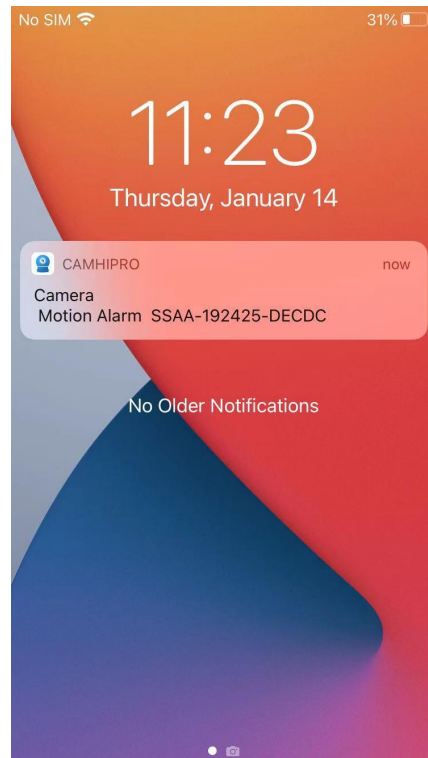 No SIM 31%
11:23
Thursday, January 14
CAMHIPRO now
Camera
Motion Alarm SSAA-192425-DECDC
No Older Notifications